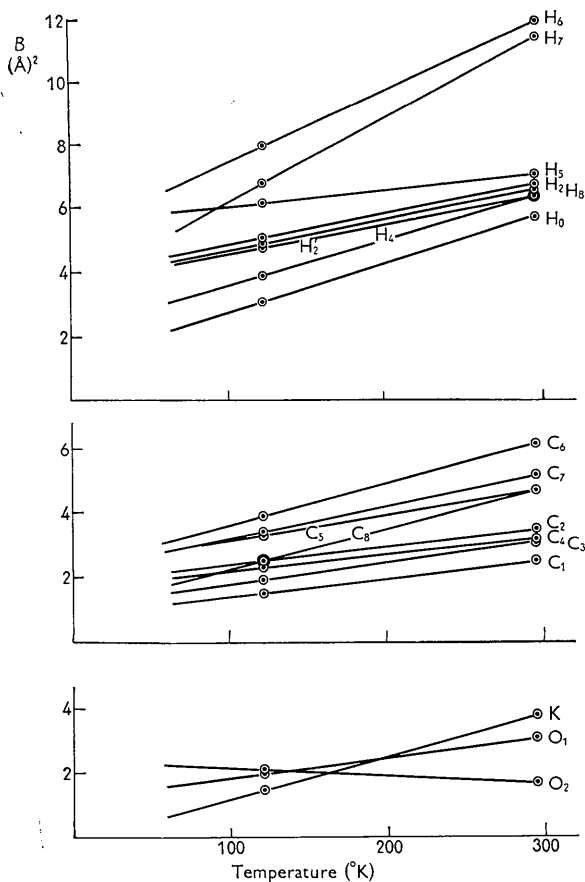 B
(Å)²
12
10
8
6
4
2
H₆
H₇
H₅
H₂ H₈
H₂' H₄
H₀
6
4
2
C₆
C₇
C₅ C₈
C₂
C₄ C₃
C₁
4
2
K
O₁
O₂
100 200 300
Temperature (°K)